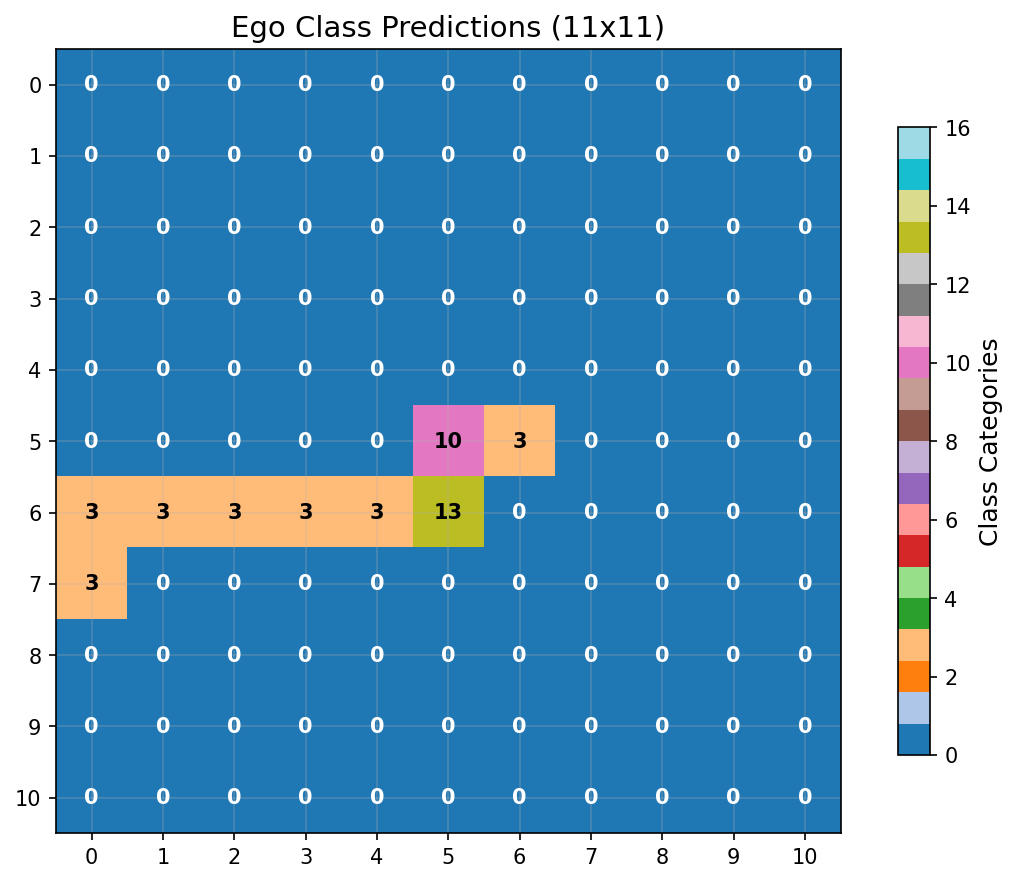 Ego Class Predictions (11x11)
0 0 0 0 0 0 0 0 0 0 0 0
1 0 0 0 0 0 0 0 0 0 0 0
2 0 0 0 0 0 0 0 0 0 0 0
3 0 0 0 0 0 0 0 0 0 0 0
4 0 0 0 0 0 0 0 0 0 0 0
5 0 0 0 0 0 10 3 0 0 0 0
6 3 3 3 3 3 13 0 0 0 0 0
7 3 0 0 0 0 0 0 0 0 0 0
8 0 0 0 0 0 0 0 0 0 0 0
9 0 0 0 0 0 0 0 0 0 0 0
10 0 0 0 0 0 0 0 0 0 0 0
0 1 2 3 4 5 6 7 8 9 10
16
14
12
10
8
6
4
2
0
Class Categories